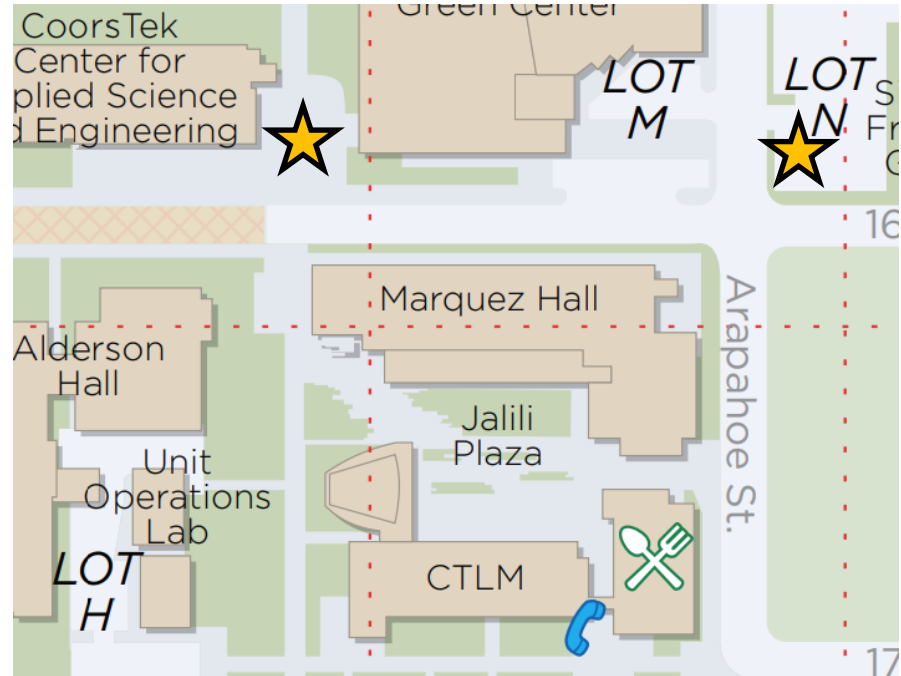 CoorsTek
Center for
plied Science
d Engineering
Green Center
LOT
M
LOT
N
S
Fr
G
16
Marquez Hall
Alderson
Hall
Arapahoe St.
Jalili
Plaza
Unit
Operations
Lab
LOT
H
CTLM
17